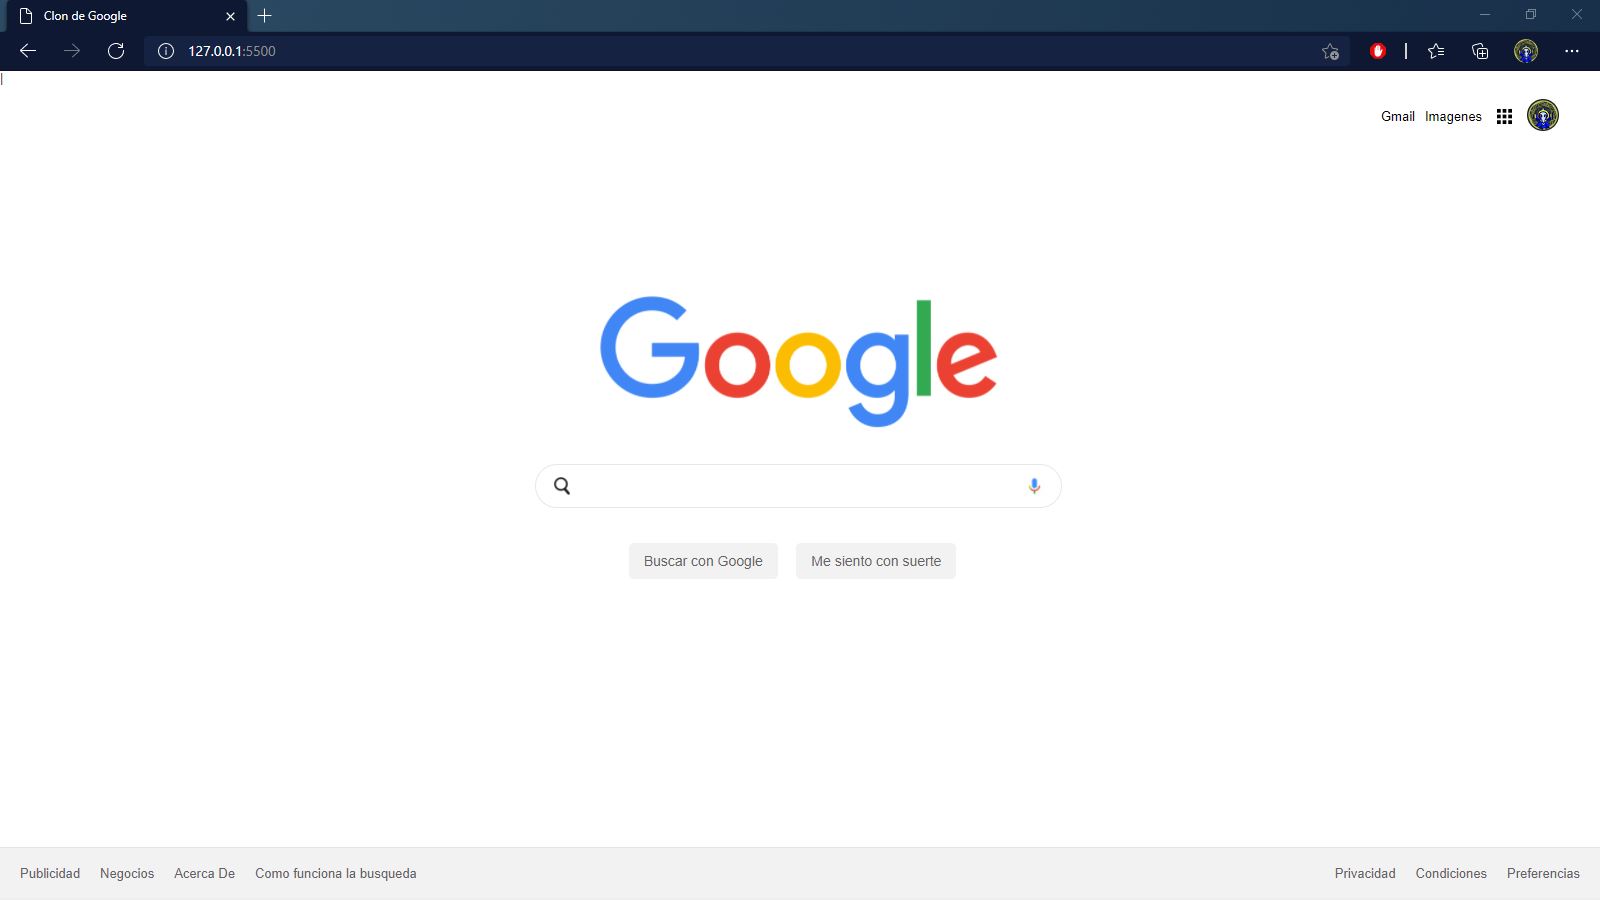 Clon de Google
127.0.0.1:5500
Gmail Imagenes
Google
Buscar con Google Me siento con suerte
Publicidad Negocios Acerca De Como funciona la busqueda Privacidad Condiciones Preferencias